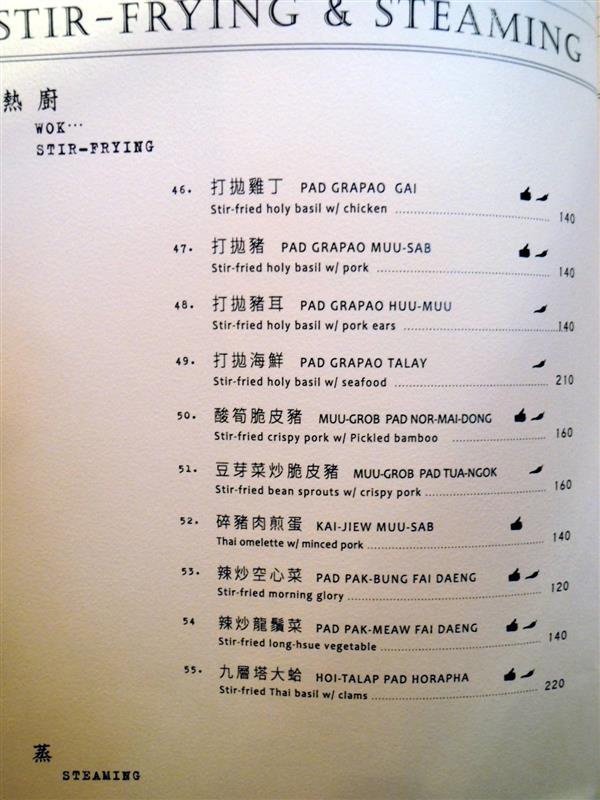 STIR-FRYING & STEAMING
熱 廚
WOK...
STIR-FRYING
46. 打拋雞丁 PAD GRAPAO GAI
Stir-fried holy basil w/ chicken 140
47. 打拋豬 PAD GRAPAO MUU-SAB
Stir-fried holy basil w/ pork 140
48. 打拋豬耳 PAD GRAPAO HUU-MUU
Stir-fried holy basil w/ pork ears 140
49. 打拋海鮮 PAD GRAPAO TALAY
Stir-fried holy basil w/ seafood 210
50. 酸筍脆皮豬 MUU-GROB PAD NOR-MAI-DONG
Stir-fried crispy pork w/ Pickled bamboo 160
51. 豆芽菜炒脆皮豬 MUU-GROB PAD TUA-NGOK
Stir-fried bean sprouts w/ crispy pork 160
52. 碎豬肉煎蛋 KAI-JIEW MUU-SAB
Thai omelette w/ minced pork 140
53. 辣炒空心菜 PAD PAK-BUNG FAI DAENG
Stir-fried morning glory 120
54 辣炒龍鬚菜 PAD PAK-MEAW FAI DAENG
Stir-fried long-hsue vegetable 140
55. 九層塔大蛤 HOI-TALAP PAD HORAPHA
Stir-fried Thai basil w/ clams 220
蒸
STEAMING